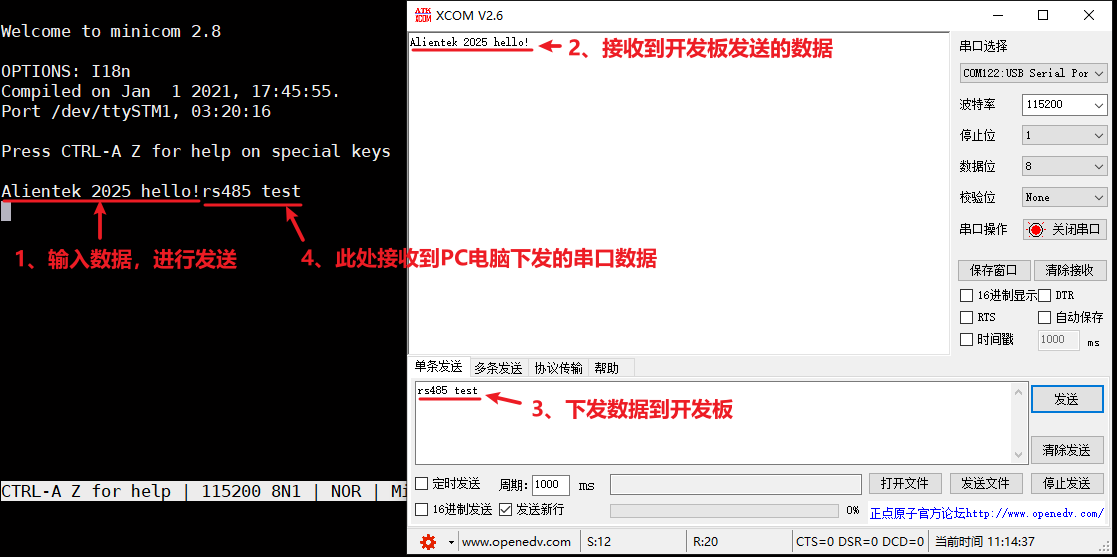 Welcome to minicom 2.8
OPTIONS: I18n
Compiled on Jan  1 2021, 17:45:55.
Port /dev/ttySTM1, 03:20:16
Press CTRL-A Z for help on special keys
Alientek 2025 hello!rs485 test
1、输入数据，进行发送
4、此处接收到PC电脑下发的串口数据
CTRL-A Z for help | 115200 8N1 | NOR | Mi
ATK XCOM
XCOM V2.6
Alientek 2025 hello!
2、接收到开发板发送的数据
串口选择
COM122:USB Serial Por
波特率
115200
停止位
1
数据位
8
校验位
None
串口操作
关闭串口
保存窗口
清除接收
16进制显示
DTR
RTS
自动保存
时间戳
1000
ms
单条发送
多条发送
协议传输
帮助
rs485 test
3、下发数据到开发板
发送
清除发送
定时发送
周期:
1000
ms
打开文件
发送文件
停止发送
16进制发送
发送新行
0%
正点原子官方论坛http://www.openedv.com/
www.openedv.com
S:12
R:20
CTS=0 DSR=0 DCD=0
当前时间 11:14:37